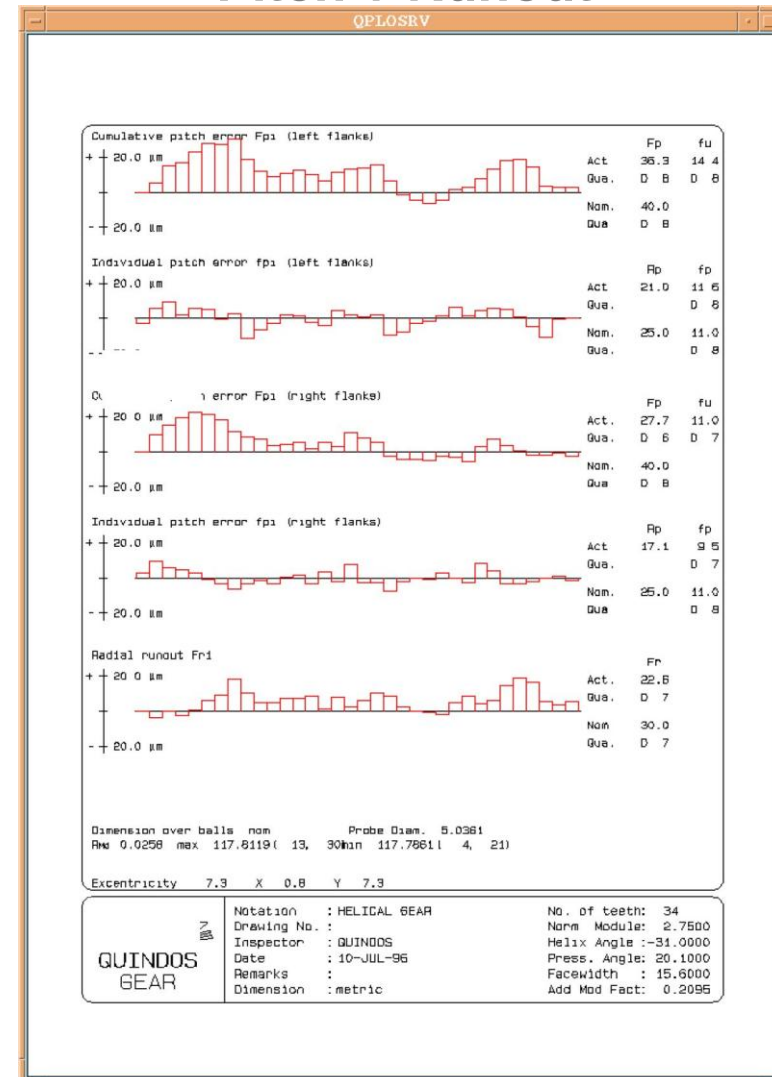 QPLOSRV
Cumulative pitch error Fpi (left flanks)
Fp fu
+ 20.0 µm
Act 36.3 14 4
Qua. D 8 D 8
Nom. 40.0
- 20.0 µm
Qua D 8
Individual pitch error fpi (left flanks)
Rp fp
+ 20.0 µm
Act 21.0 11 6
Qua. D 8
Nom. 25.0 11.0
Qua. D 8
error Fpi (right flanks)
Fp fu
+ 20 0 µm
Act. 27.7 11.0
Qua. D 6 D 7
Nom. 40.0
- 20.0 µm
Qua D 8
Individual pitch error fpi (right flanks)
Rp fp
+ 20.0 µm
Act 17.1 9 5
Qua. D 7
Nom. 25.0 11.0
- 20.0 µm
Qua D 8
Radial runout Fri
Fr
+ 20 0 µm
Act. 22.6
Qua. D 7
Nom 30.0
- 20.0 µm
Qua. D 7
Dimension over balls nom Probe Diam. 5.0361
0.0258 max 117.8119( 13, 30 min 117.7861( 4, 21)
Excentricity 7.3 X 0.8 Y 7.3
QUINDOS
GEAR
Notation : HELICAL GEAR No. of teeth: 34
Drawing No. : Norm Module: 2.7500
Inspector : QUINDOS Helix Angle :-31.0000
Date : 10-JUL-96 Press. Angle: 20.1000
Remarks : Facewidth : 15.6000
Dimension : metric Add Mod Fact: 0.2095